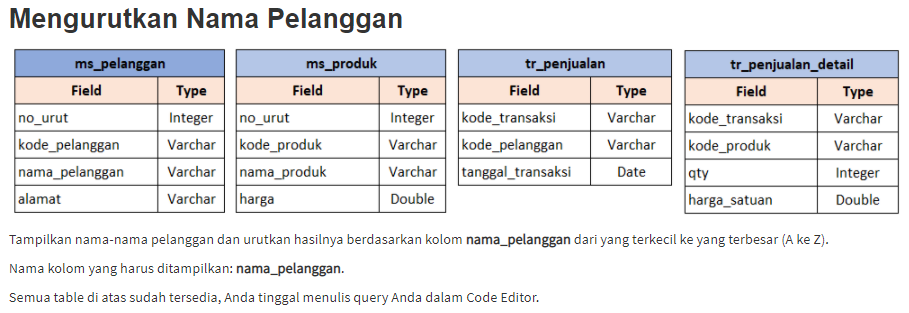 Mengurutkan Nama Pelanggan
ms_pelanggan
Field Type
no_urut Integer
kode_pelanggan Varchar
nama_pelanggan Varchar
alamat Varchar
ms_produk
Field Type
no_urut Integer
kode_produk Varchar
nama_produk Varchar
harga Double
tr_penjualan
Field Type
kode_transaksi Varchar
kode_pelanggan Varchar
tanggal_transaksi Date
tr_penjualan_detail
Field Type
kode_transaksi Varchar
kode_produk Varchar
qty Integer
harga_satuan Double
Tampilkan nama-nama pelanggan dan urutkan hasilnya berdasarkan kolom nama_pelanggan dari yang terkecil ke yang terbesar (A ke Z).
Nama kolom yang harus ditampilkan: nama_pelanggan.
Semua table di atas sudah tersedia, Anda tinggal menulis query Anda dalam Code Editor.